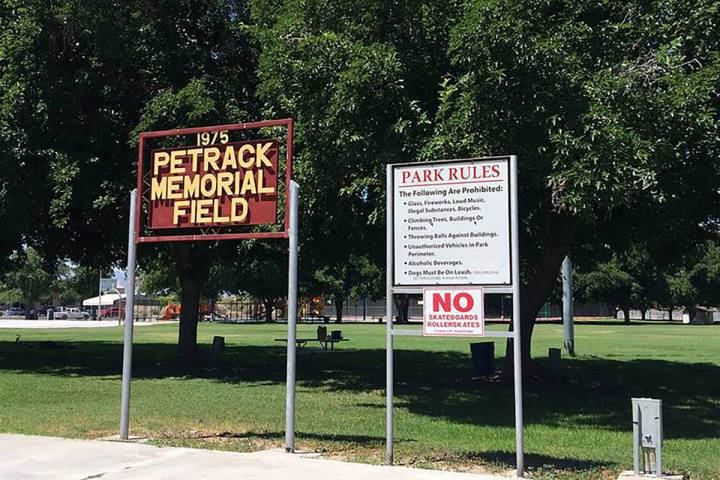 1975
PETRACK
MEMORIAL
FIELD
PARK RULES
The Following Are Prohibited:
• Glass, Fireworks, Loud Music,
Illegal Substances, Bicycles.
• Climbing Trees, Buildings Or
Fences.
• Throwing Balls Against Buildings.
• Unauthorized Vehicles In Park
Perimeter.
• Alcoholic Beverages.
• Dogs Must Be On Leash.
NO
SKATEBOARDS
ROLLERSKATES